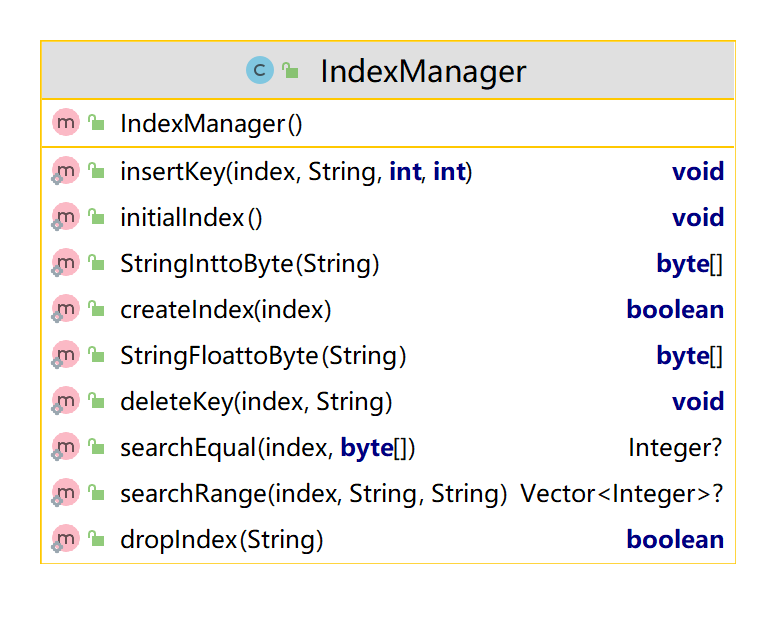 C IndexManager
m IndexManager()
m insertKey(index, String, int, int) void
m initialIndex() void
m StringInttoByte(String) byte[]
m createIndex(index) boolean
m StringFloattoByte(String) byte[]
m deleteKey(index, String) void
m searchEqual(index, byte[]) Integer?
m searchRange(index, String, String) Vector<Integer>?
m dropIndex(String) boolean